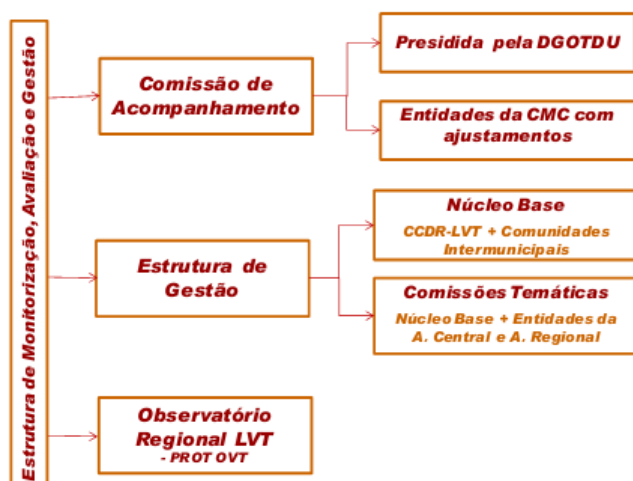 Estrutura de Monitorização, Avaliação e Gestão
Comissão de
Acompanhamento
Presidida pela DGOTDU
Entidades da CMC com
ajustamentos
Estrutura de
Gestão
Núcleo Base
CCDR-LVT + Comunidades
Intermunicipais
Comissões Temáticas
Núcleo Base + Entidades da
A. Central e A. Regional
Observatório
Regional LVT
- PROT OVT